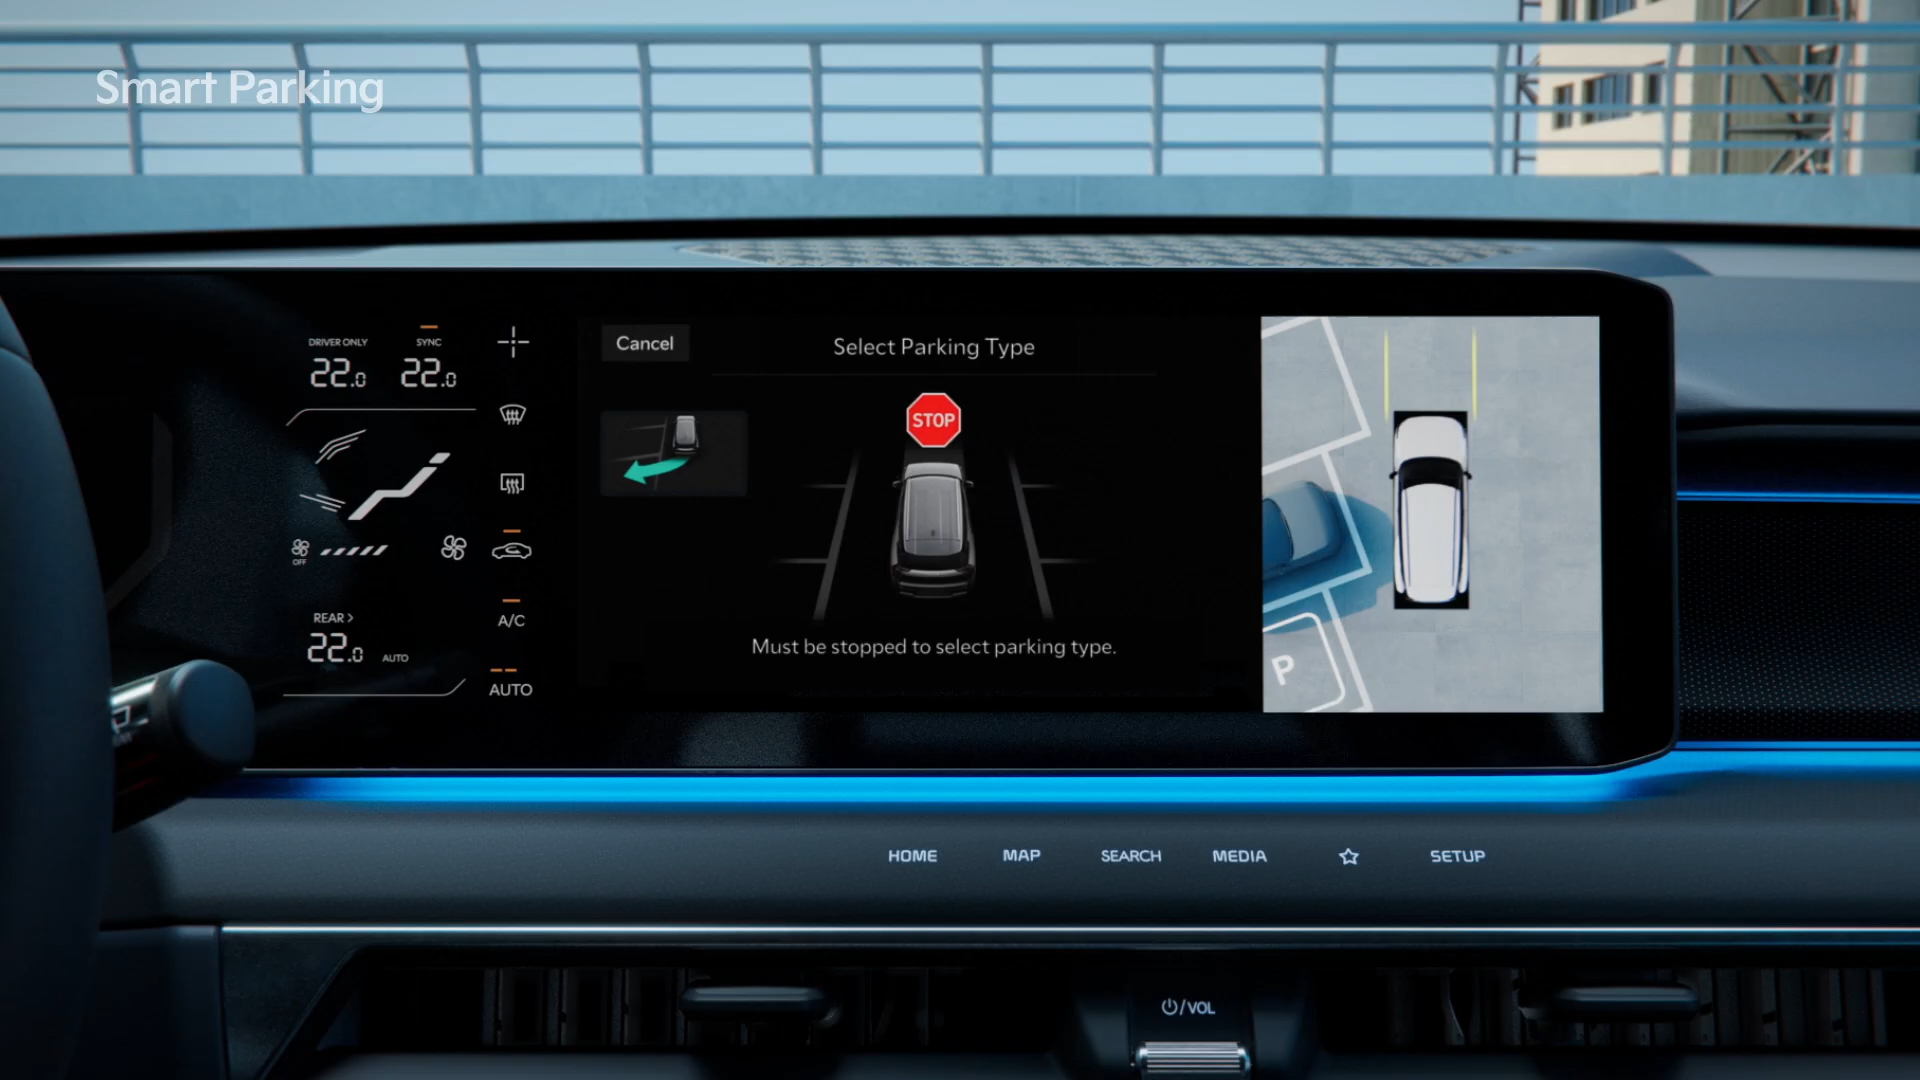 Smart Parking
DRIVER ONLY
22.0
SYNC
22.0
OFF
REAR >
22.0
AUTO
A/C
AUTO
Cancel
Select Parking Type
STOP
Must be stopped to select parking type.
P
HOME
MAP
SEARCH
MEDIA
SETUP
/VOL